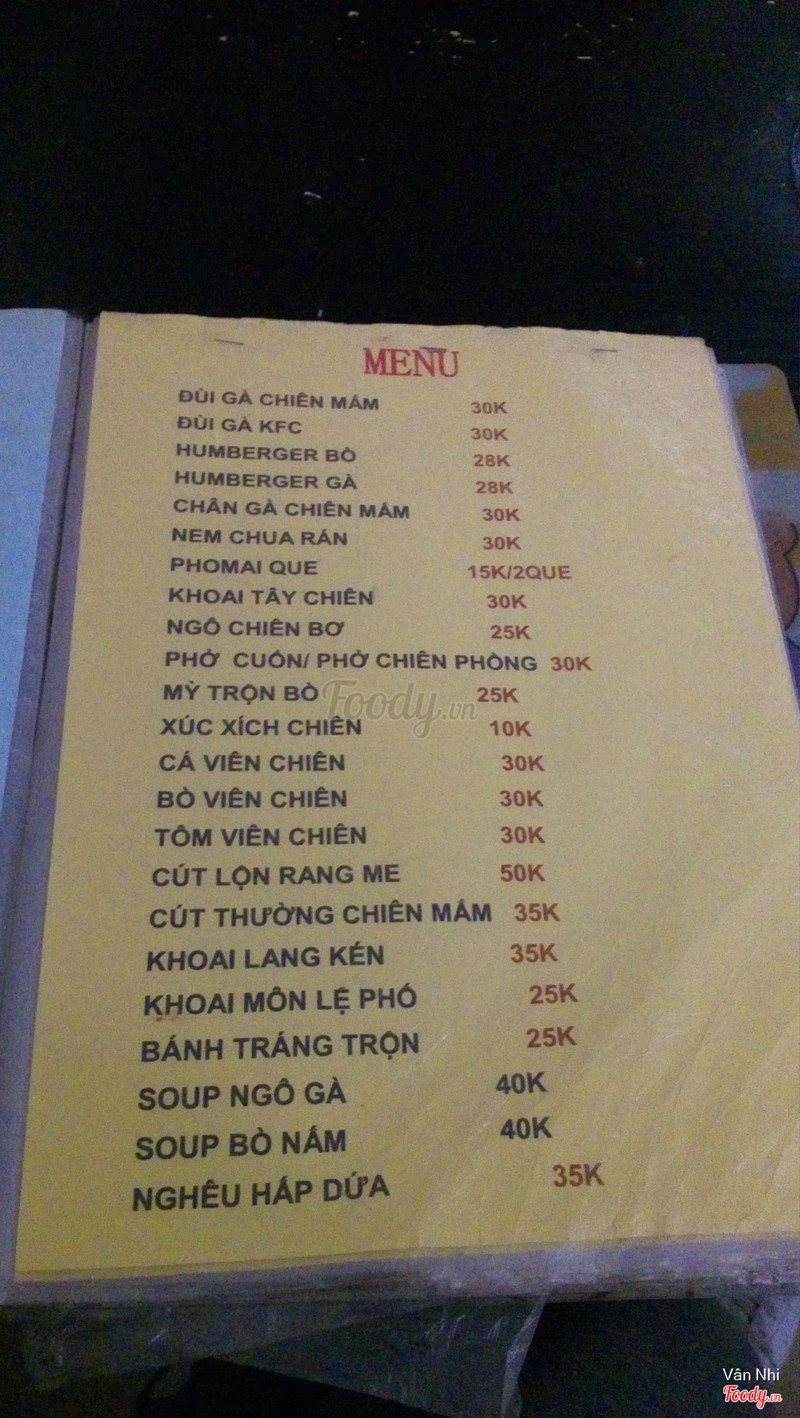 MENU
ĐÙI GÀ CHIÊN MẮM 30K
ĐÙI GÀ KFC 30K
HUMBERGER BÒ 28K
HUMBERGER GÀ 28K
CHÂN GÀ CHIÊN MẮM 30K
NEM CHUA RÁN 30K
PHOMAI QUE 15K/2QUE
KHOAI TÂY CHIÊN 30K
NGÔ CHIÊN BƠ 25K
PHỞ CUỐN/ PHỞ CHIÊN PHỒNG 30K
MỲ TRỘN BÒ 25K
XÚC XÍCH CHIÊN 10K
CÁ VIÊN CHIÊN 30K
BÒ VIÊN CHIÊN 30K
TÔM VIÊN CHIÊN 30K
CÚT LỘN RANG ME 50K
CÚT THƯỜNG CHIÊN MẮM 35K
KHOAI LANG KÉN 35K
KHOAI MÔN LỆ PHỐ 25K
BÁNH TRÁNG TRỘN 25K
SOUP NGÔ GÀ 40K
SOUP BÒ NẤM 40K
NGHÊU HẤP DỨA 35K
Foody.vn
Vân Nhi
Foody.vn